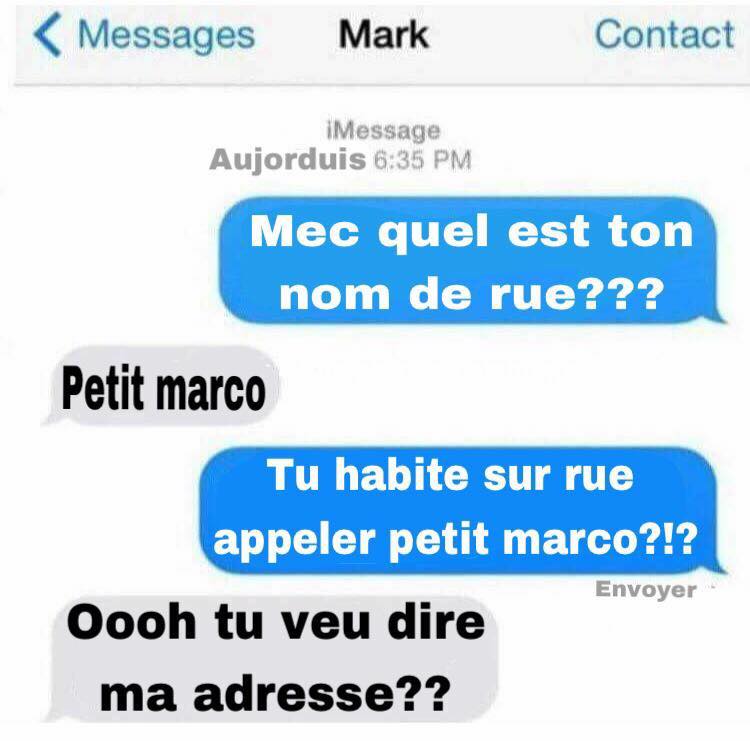 Messages Mark Contact
iMessage
Aujorduis 6:35 PM
Mec quel est ton
nom de rue???
Petit marco
Tu habite sur rue
appeler petit marco?!?
Envoyer
Oooh tu veu dire
ma adresse??